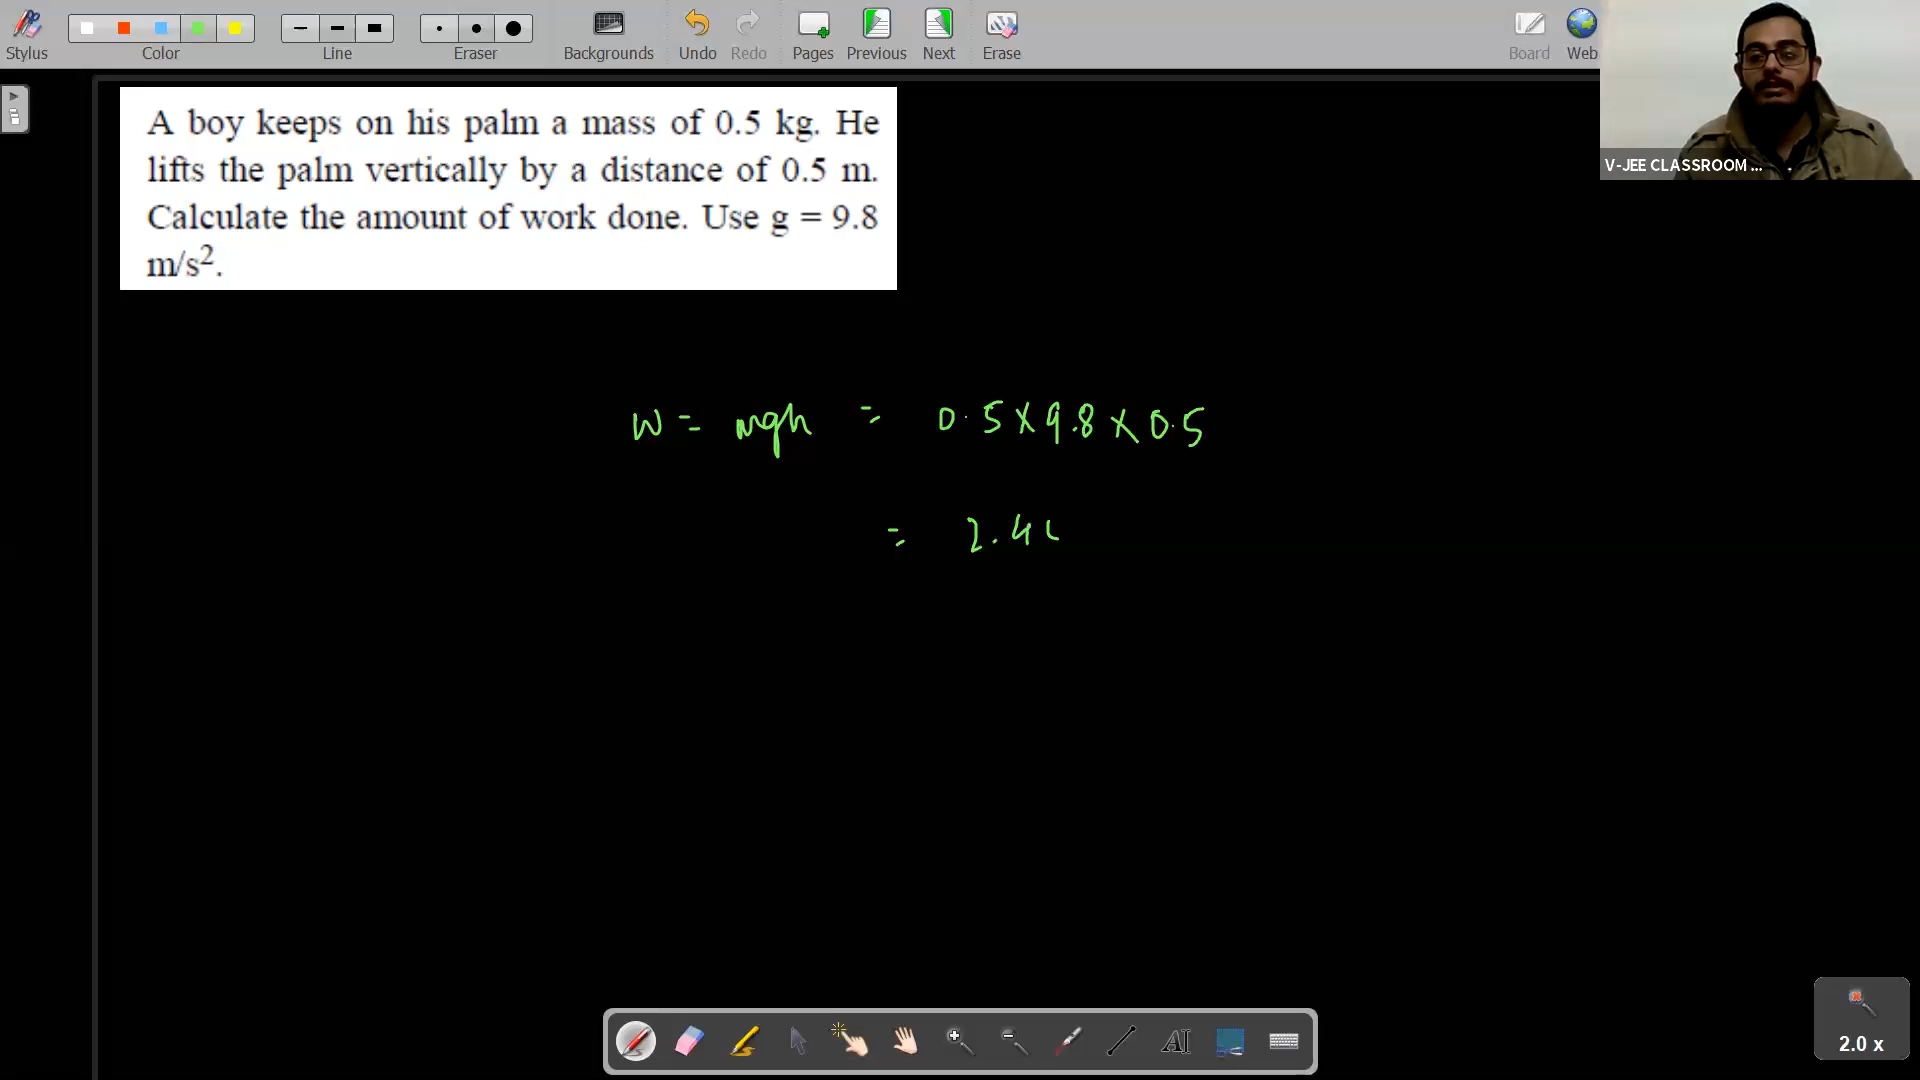 Stylus
Color
Line
Eraser
Backgrounds
Undo
Redo
Pages
Previous
Next
Erase
Board
Web
V-JEE CLASSROOM ...
A boy keeps on his palm a mass of 0.5 kg. He
lifts the palm vertically by a distance of 0.5 m.
Calculate the amount of work done. Use g = 9.8
m/s².
W = mgh = 0.5 X 9.8 X 0.5
= 2.4
AI
2.0 x